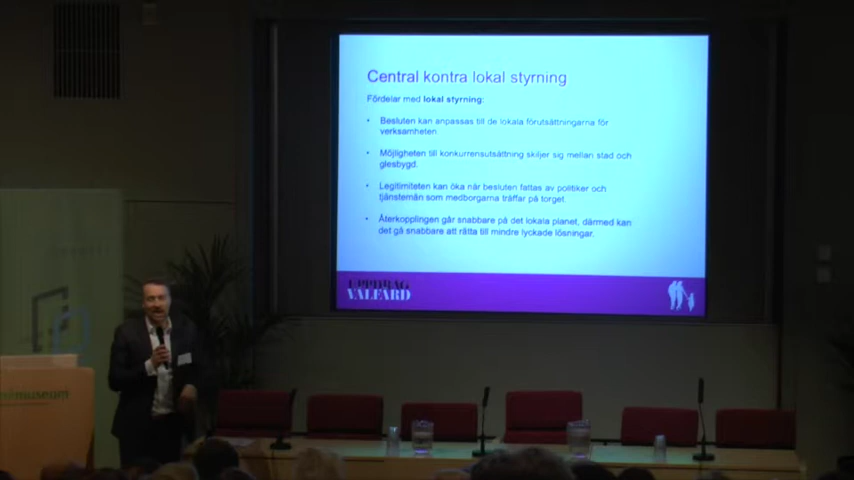 Central kontra lokal styrning
Fördelar med lokal styrning:
• Besluten kan anpassas till de lokala förutsättningarna för
verksamheten
• Möjligheten till konkurrensutsättning skiljer sig mellan stad och
glesbygd.
• Legitimiteten kan öka när besluten fattas av politiker och
tjänstemän som medborgarna träffar på torget.
• Återkopplingen går snabbare på det lokala planet, därmed kan
det gå snabbare att rätta till mindre lyckade lösningar.
UPPDRAG
VÄLFÄRD